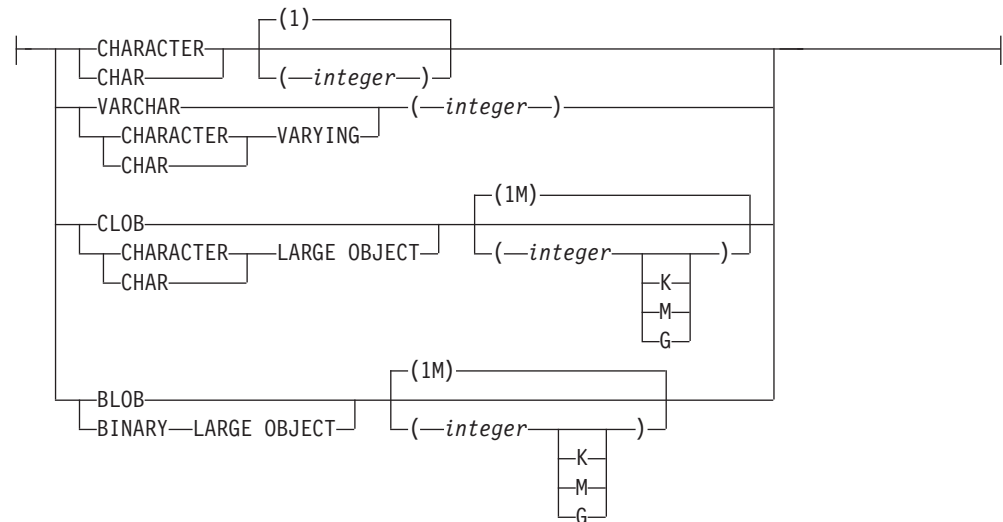 (1)
CHARACTER
CHAR ( integer )
VARCHAR ( integer )
CHARACTER VARYING
CHAR
(1M)
CLOB
CHARACTER LARGE OBJECT ( integer )
CHAR K
M
G
(1M)
BLOB
BINARY LARGE OBJECT ( integer )
K
M
G